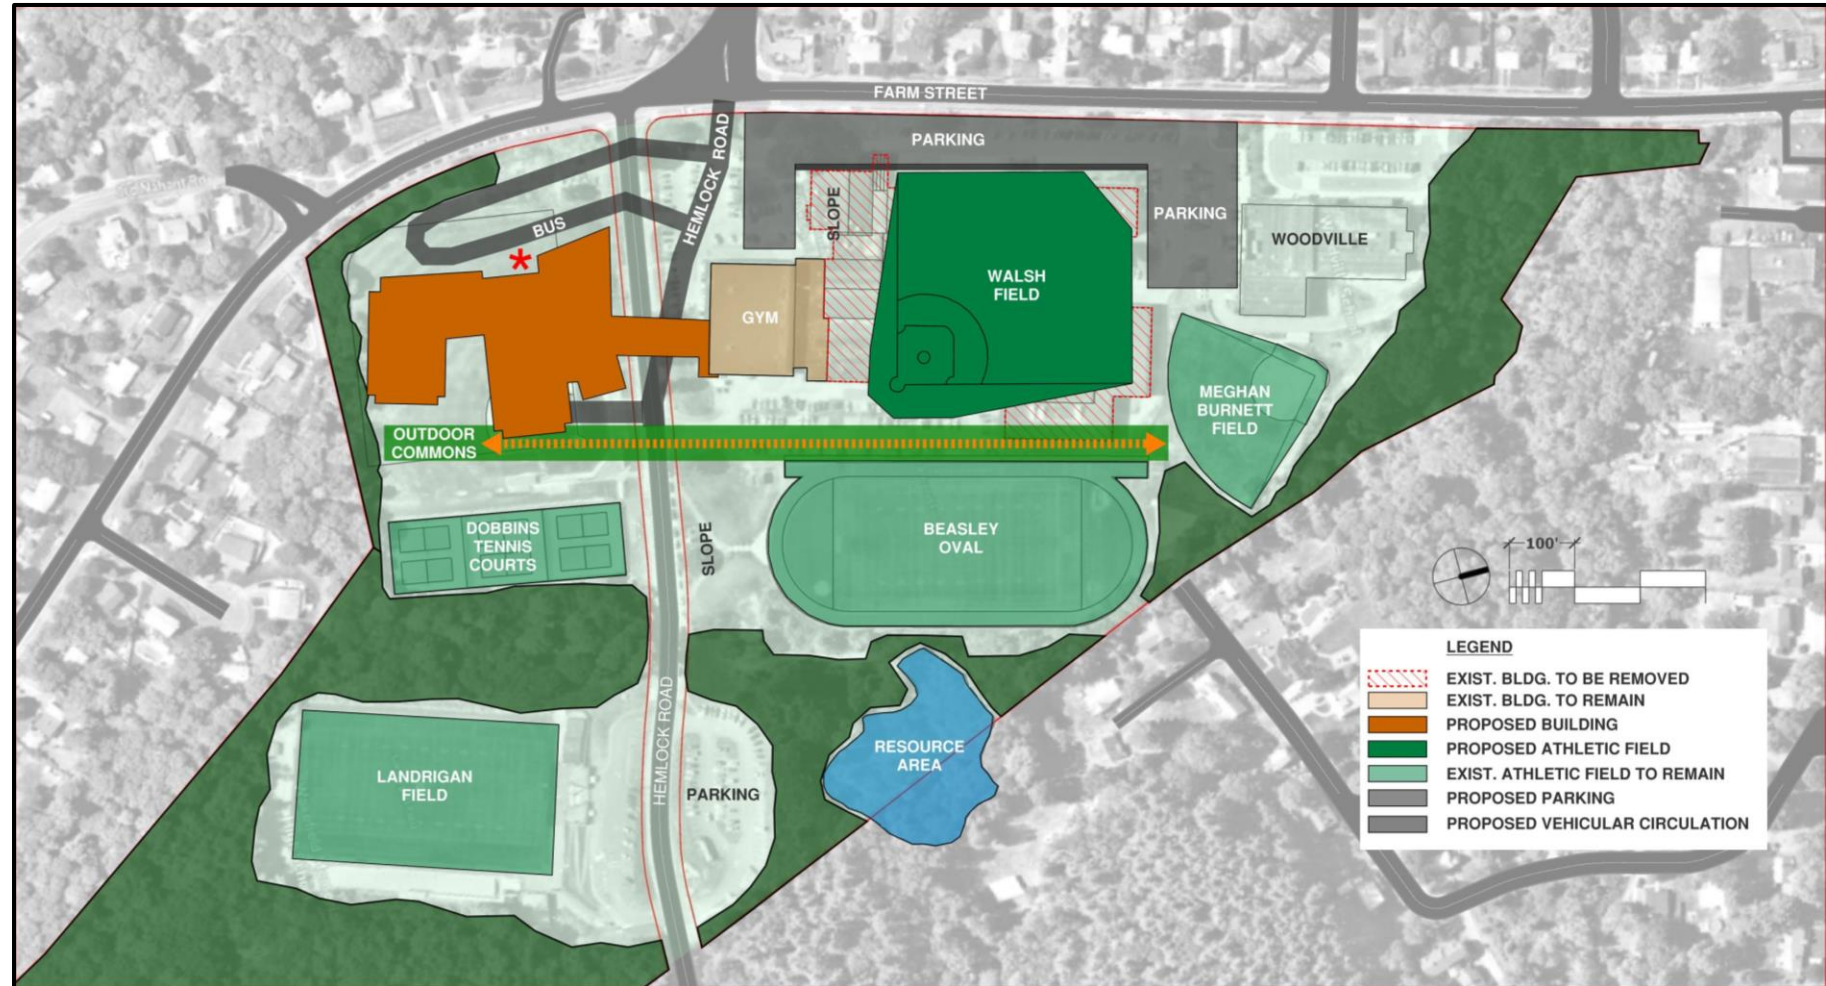 FARM STREET
HEMLOCK ROAD
PARKING
SLOPE
PARKING
BUS
*
WOODVILLE
WALSH
FIELD
GYM
MEGHAN
BURNETT
FIELD
OUTDOOR
COMMONS
DOBBINS
TENNIS
COURTS
SLOPE
BEASLEY
OVAL
100'
HEMLOCK ROAD
RESOURCE
AREA
LANDRIGAN
FIELD
PARKING
LEGEND
EXIST. BLDG. TO BE REMOVED
EXIST. BLDG. TO REMAIN
PROPOSED BUILDING
PROPOSED ATHLETIC FIELD
EXIST. ATHLETIC FIELD TO REMAIN
PROPOSED PARKING
PROPOSED VEHICULAR CIRCULATION